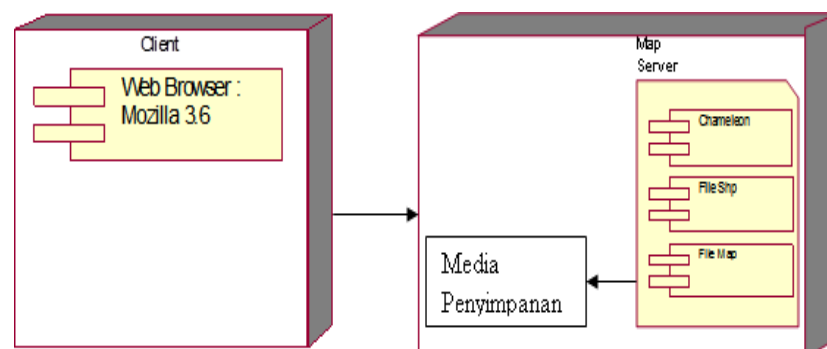 Client
Web Browser :
Mozilla 3.6
Map
Server
Chameleon
File Shp
File Map
Media
Penyimpanan